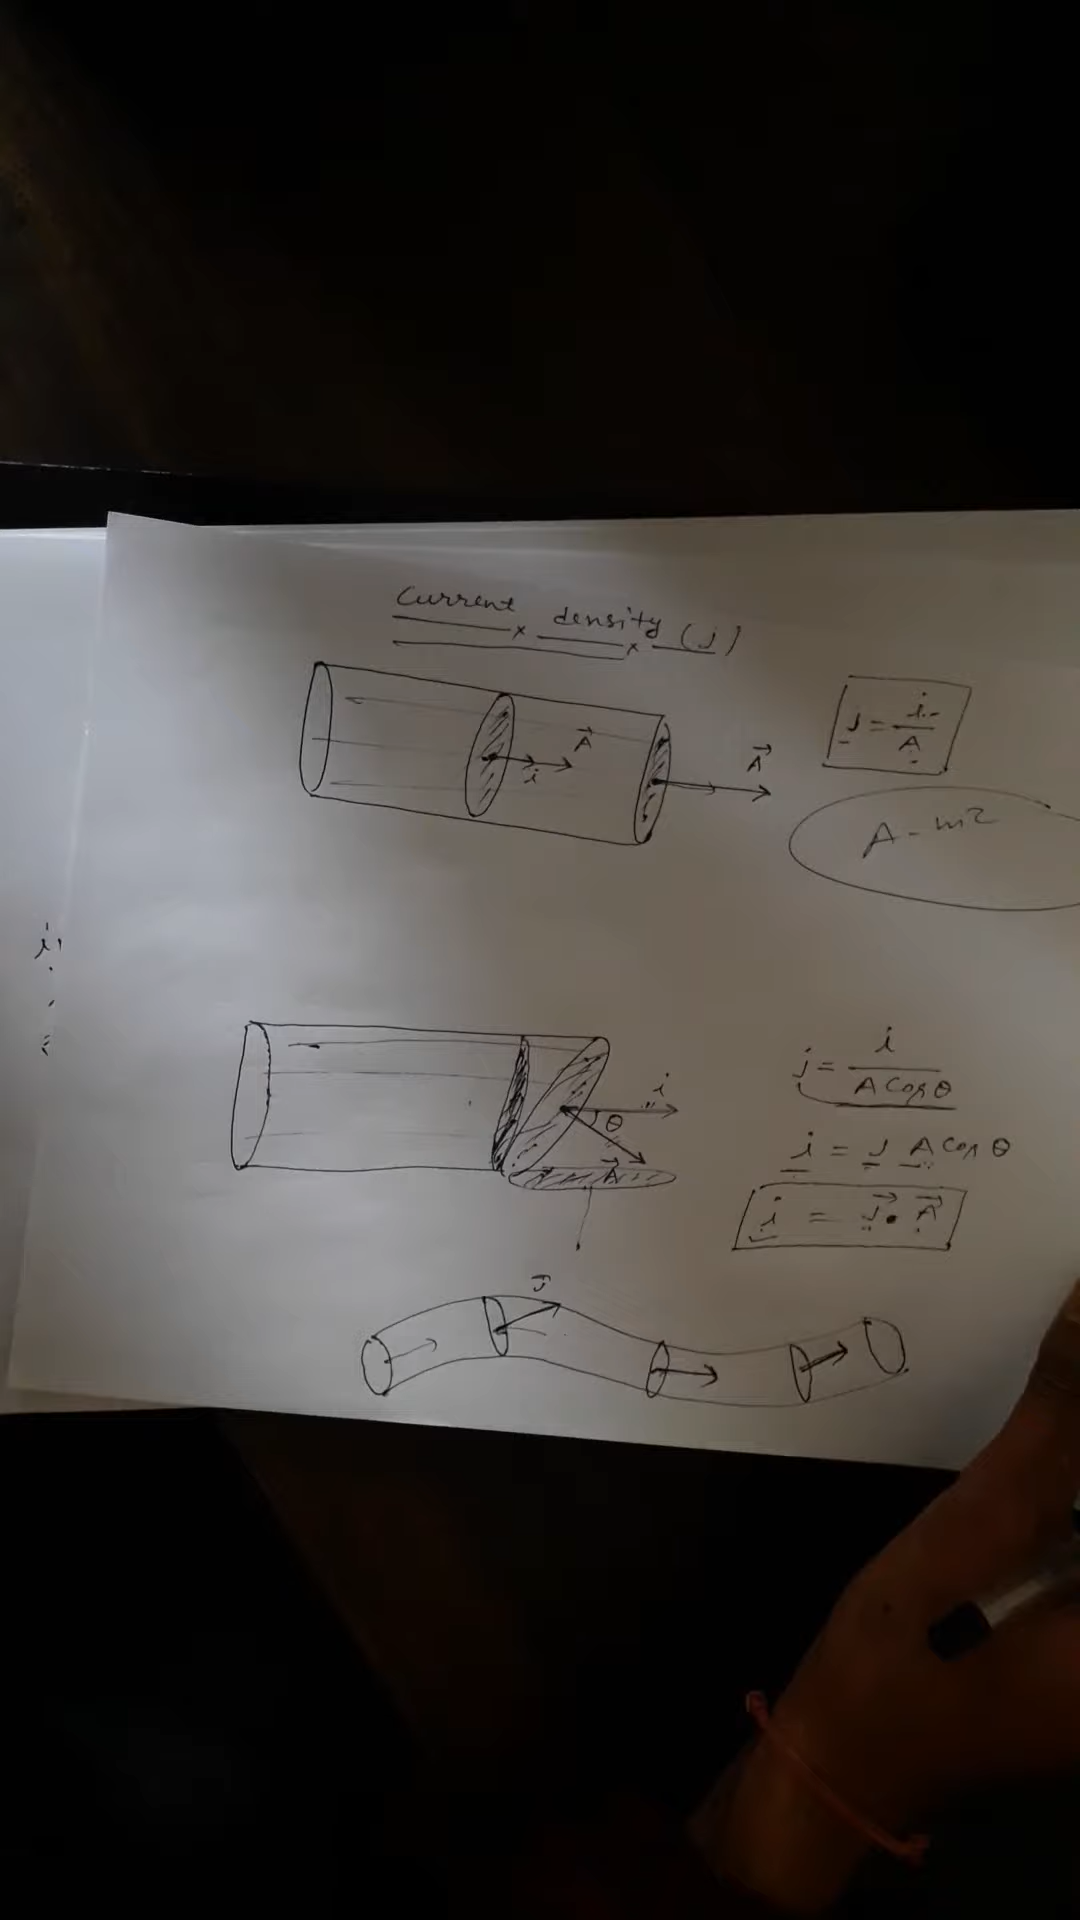 Current density (J)
J = i/A
A⃗
i
A⃗
A-m2
i
j = i/A Cos θ
i
θ
A⃗
i = J A Cos θ
i = J⃗ • A⃗
J⃗